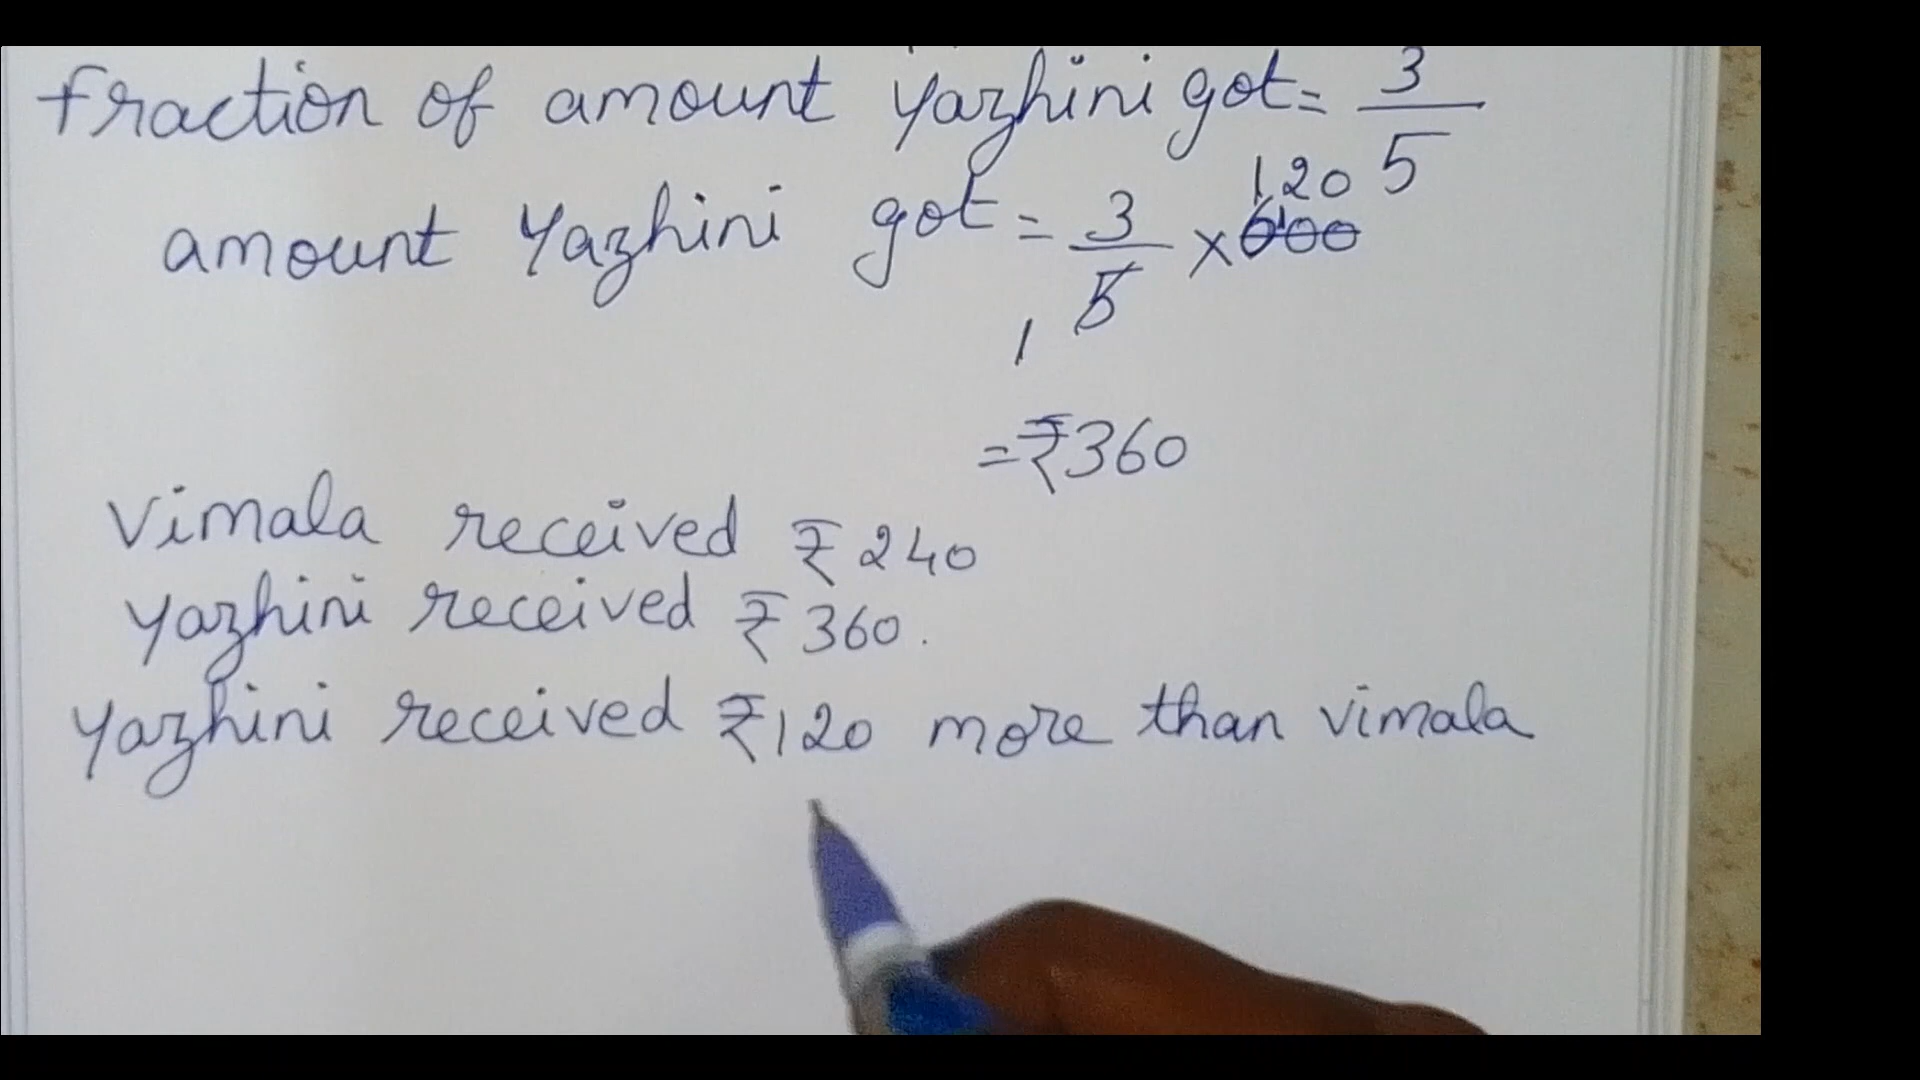 fraction of amount Yazhini got = 3/5
amount Yazhini got = 3/5 × 600
120
1
= ₹360
Vimala received ₹240
Yazhini received ₹360.
Yazhini received ₹120 more than vimala